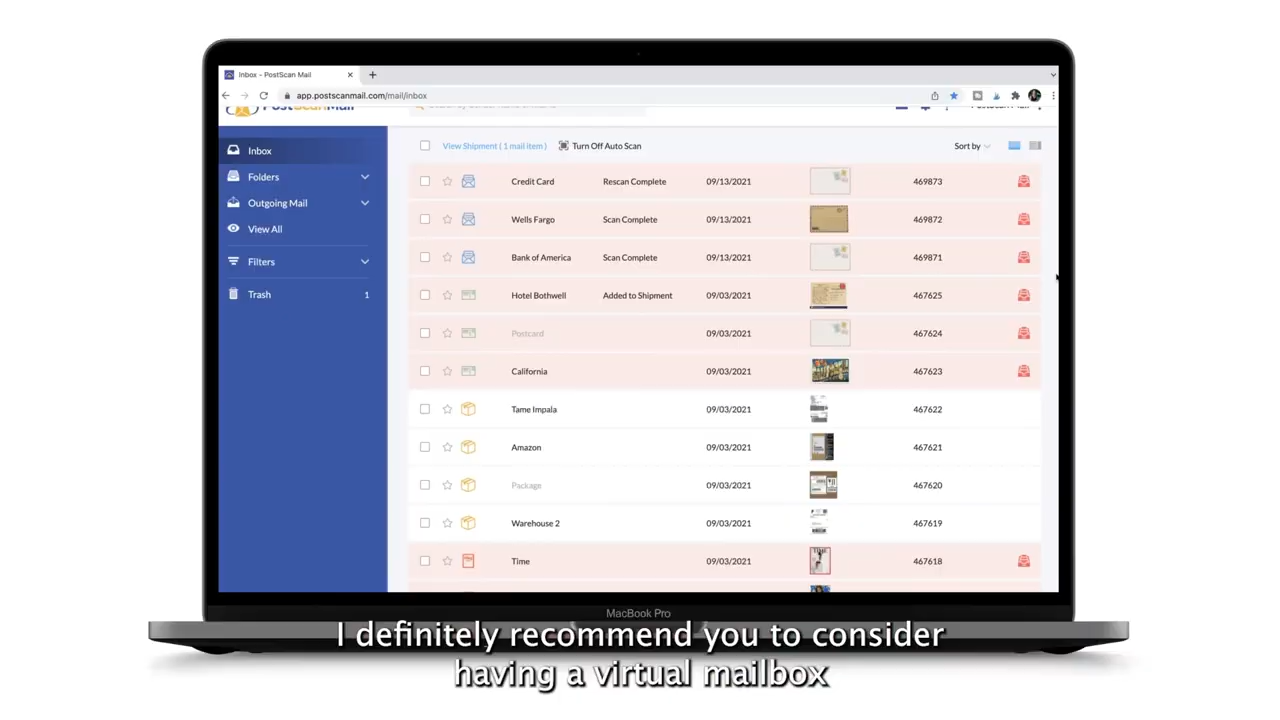 Inbox - PostScan Mail
app.postscanmail.com/mail/inbox
PostScanMail
Inbox
Folders
Outgoing Mail
View All
Filters
Trash 1
View Shipment ( 1 mail item ) Turn Off Auto Scan Sort by
Credit Card Rescan Complete 09/13/2021 469873
Wells Fargo Scan Complete 09/13/2021 469872
Bank of America Scan Complete 09/13/2021 469871
Hotel Bothwell Added to Shipment 09/03/2021 467625
Postcard 09/03/2021 467624
California 09/03/2021 467623
Tame Impala 09/03/2021 467622
Amazon 09/03/2021 467621
Package 09/03/2021 467620
Warehouse 2 09/03/2021 467619
Time 09/03/2021 467618
MacBook Pro
I definitely recommend you to consider
having a virtual mailbox